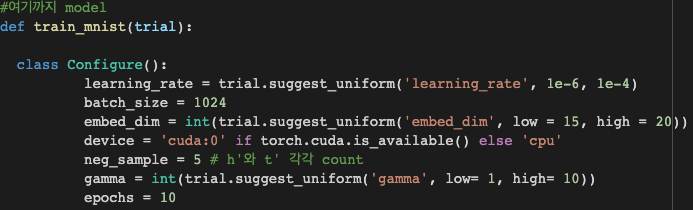 #여기까지 model
def train_mnist(trial):
class Configure():
learning_rate = trial.suggest_uniform('learning_rate', 1e-6, 1e-4)
batch_size = 1024
embed_dim = int(trial.suggest_uniform('embed_dim', low = 15, high = 20))
device = 'cuda:0' if torch.cuda.is_available() else 'cpu'
neg_sample = 5 # h'와 t' 각각 count
gamma = int(trial.suggest_uniform('gamma', low= 1, high= 10))
epochs = 10